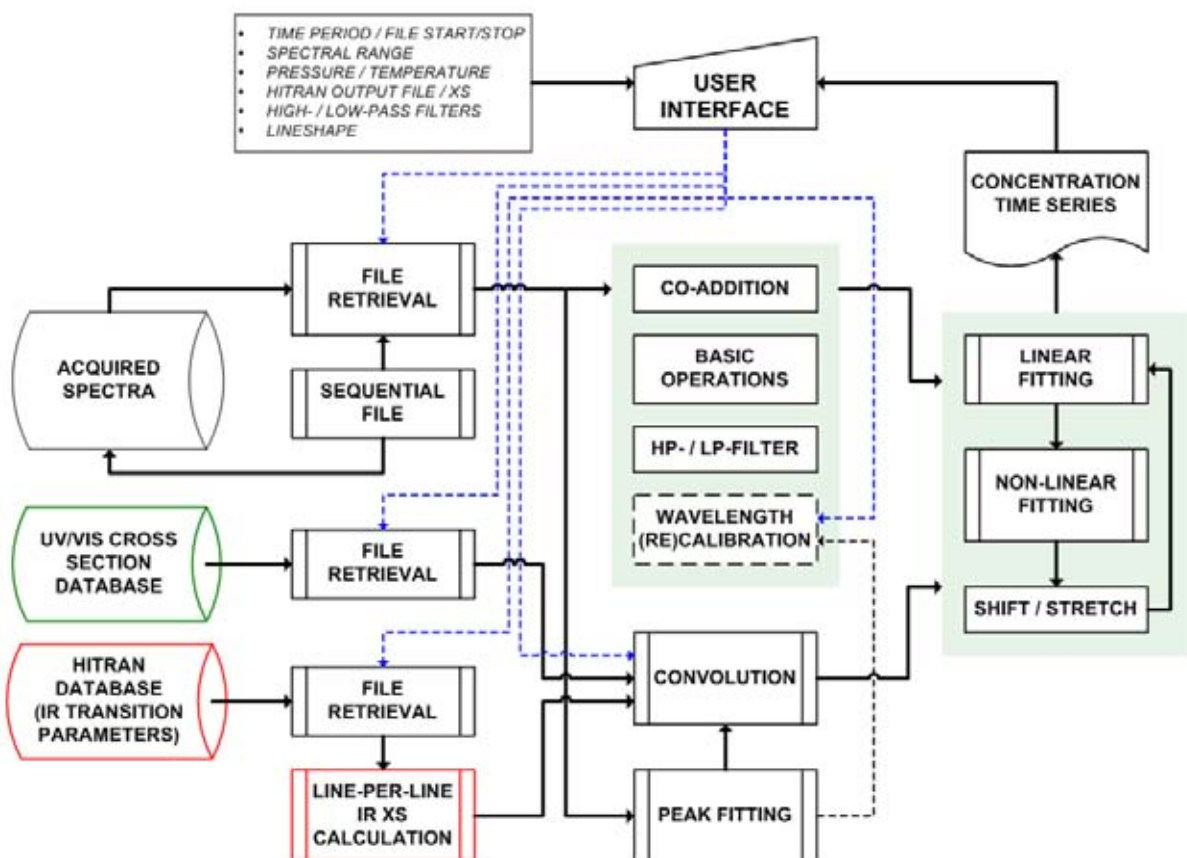 • TIME PERIOD / FILE START/STOP
• SPECTRAL RANGE
• PRESSURE / TEMPERATURE
• HITRAN OUTPUT FILE / XS
• HIGH- / LOW-PASS FILTERS
• LINESHAPE
USER
INTERFACE
CONCENTRATION
TIME SERIES
FILE
RETRIEVAL
ACQUIRED
SPECTRA
SEQUENTIAL
FILE
CO-ADDITION
BASIC
OPERATIONS
HP- / LP-FILTER
WAVELENGTH
(RE)CALIBRATION
LINEAR
FITTING
NON-LINEAR
FITTING
SHIFT / STRETCH
UV/VIS CROSS
SECTION
DATABASE
FILE
RETRIEVAL
HITRAN
DATABASE
(IR TRANSITION
PARAMETERS)
FILE
RETRIEVAL
CONVOLUTION
LINE-PER-LINE
IR XS
CALCULATION
PEAK FITTING